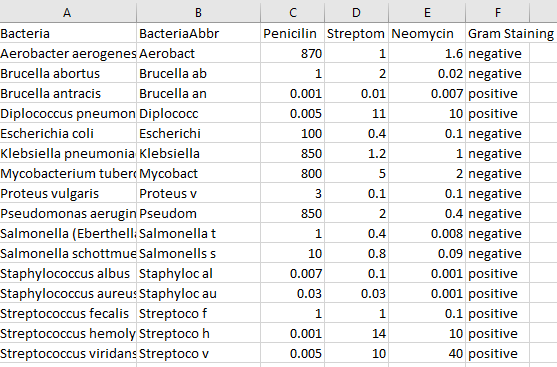 A B C D E F
Bacteria BacteriaAbbr Penicilin Streptom Neomycin Gram Staining
Aerobacter aerogenes Aerobact 870 1 1.6 negative
Brucella abortus Brucella ab 1 2 0.02 negative
Brucella antracis Brucella an 0.001 0.01 0.007 positive
Diplococcus pneumon Diplococc 0.005 11 10 positive
Escherichia coli Escherichi 100 0.4 0.1 negative
Klebsiella pneumonia Klebsiella 850 1.2 1 negative
Mycobacterium tuberc Mycobact 800 5 2 negative
Proteus vulgaris Proteus v 3 0.1 0.1 negative
Pseudomonas aerugin Pseudom 850 2 0.4 negative
Salmonella (Eberthella Salmonella t 1 0.4 0.008 negative
Salmonella schottmue Salmonells s 10 0.8 0.09 negative
Staphylococcus albus Staphyloc al 0.007 0.1 0.001 positive
Staphylococcus aureus Staphyloc au 0.03 0.03 0.001 positive
Streptococcus fecalis Streptoco f 1 1 0.1 positive
Streptococcus hemoly Streptoco h 0.001 14 10 positive
Streptococcus viridans Streptoco v 0.005 10 40 positive